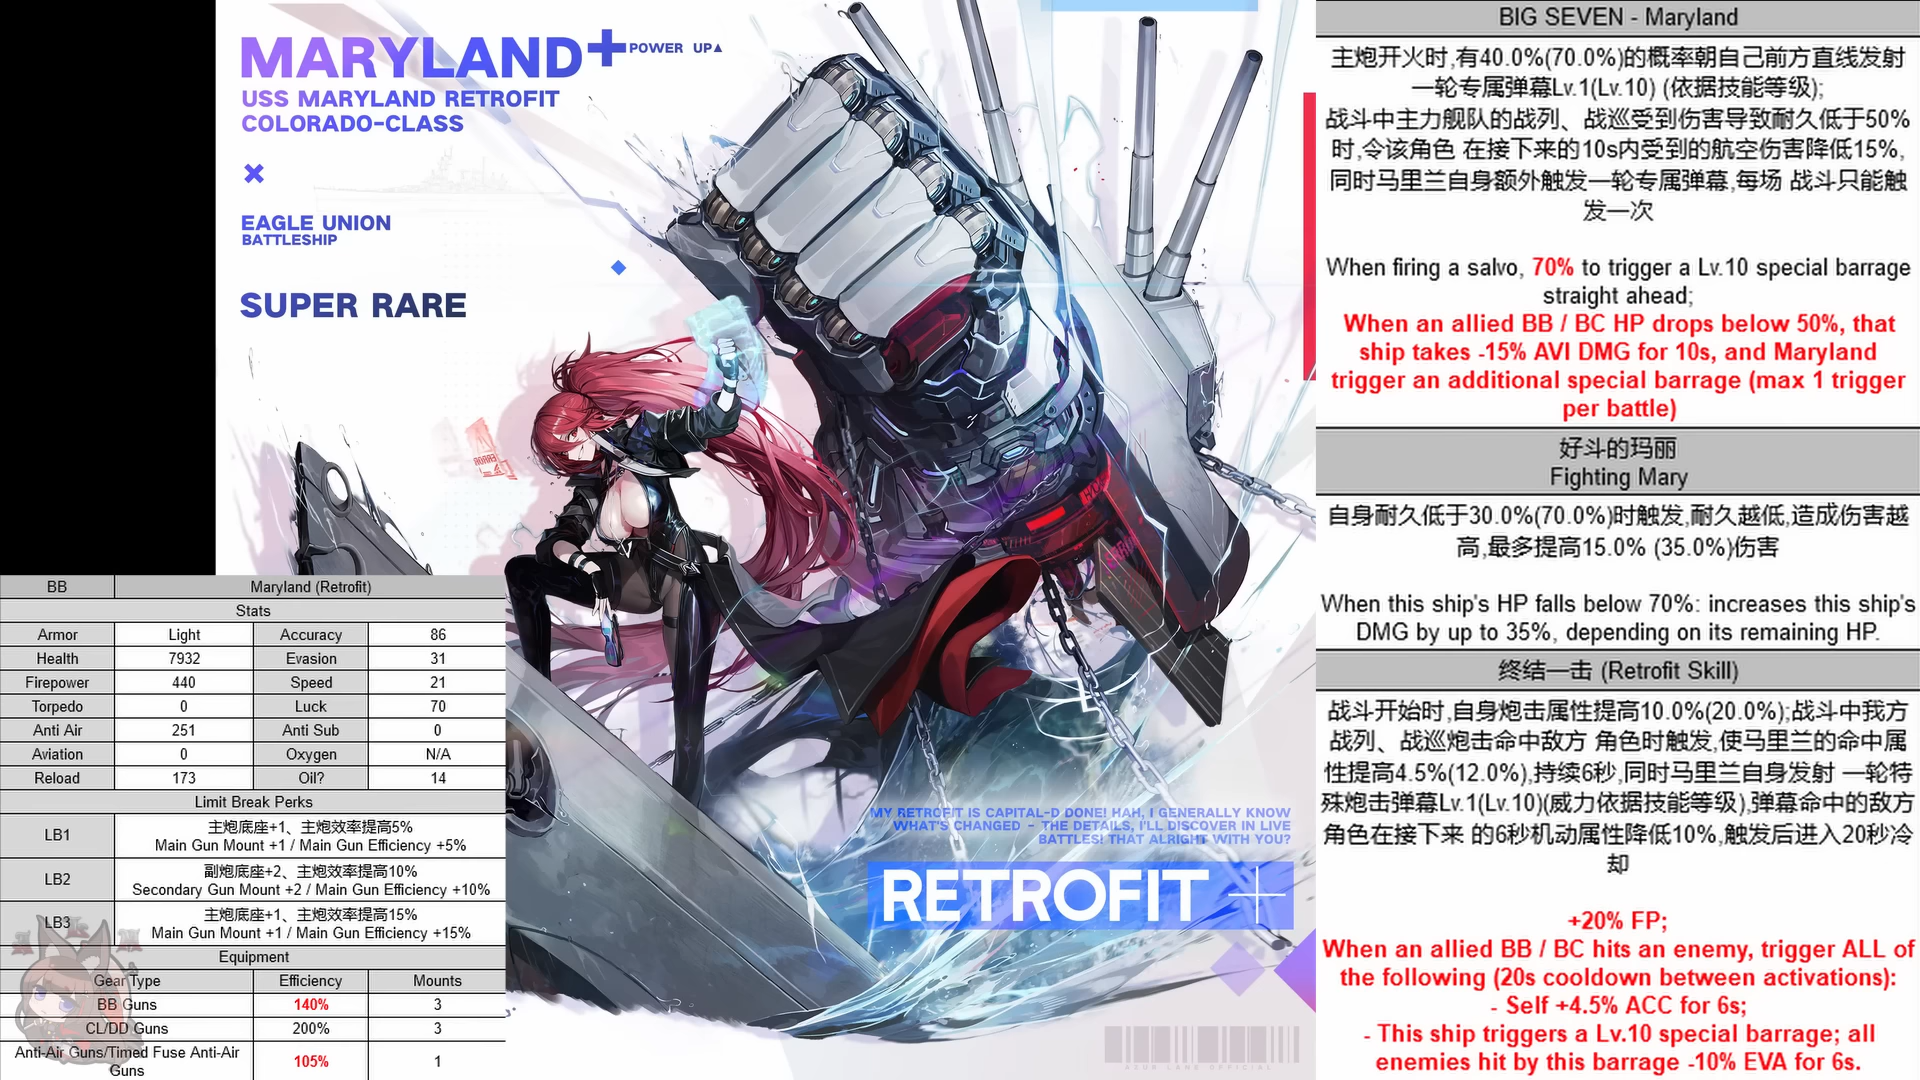 MARYLAND+ POWER UP▲
USS MARYLAND RETROFIT
COLORADO-CLASS
EAGLE UNION
BATTLESHIP
SUPER RARE
ERROR
MY RETROFIT IS CAPITAL-D DONE! HAH, I GENERALLY KNOW
WHAT'S CHANGED - THE DETAILS, I'LL DISCOVER IN LIVE
BATTLES! THAT ALRIGHT WITH YOU?
RETROFIT
AZUR LANE OFFICIAL
BB Maryland (Retrofit)
Stats
Armor Light Accuracy 86
Health 7932 Evasion 31
Firepower 440 Speed 21
Torpedo 0 Luck 70
Anti Air 251 Anti Sub 0
Aviation 0 Oxygen N/A
Reload 173 Oil? 14
Limit Break Perks
LB1 主炮底座+1、主炮效率提高5%
Main Gun Mount +1 / Main Gun Efficiency +5%
LB2 副炮底座+2、主炮效率提高10%
Secondary Gun Mount +2 / Main Gun Efficiency +10%
LB3 主炮底座+1、主炮效率提高15%
Main Gun Mount +1 / Main Gun Efficiency +15%
Equipment
Gear Type Efficiency Mounts
BB Guns 140% 3
CL/DD Guns 200% 3
Anti-Air Guns/Timed Fuse Anti-Air
Guns 105% 1
BIG SEVEN - Maryland
主炮开火时,有40.0%(70.0%)的概率朝自己前方直线发射
一轮专属弹幕Lv.1(Lv.10) (依据技能等级);
战斗中主力舰队的战列、战巡受到伤害导致耐久低于50%
时,令该角色 在接下来的10s内受到的航空伤害降低15%,
同时马里兰自身额外触发一轮专属弹幕,每场 战斗只能触
发一次
When firing a salvo, 70% to trigger a Lv.10 special barrage
straight ahead;
When an allied BB / BC HP drops below 50%, that
ship takes -15% AVI DMG for 10s, and Maryland
trigger an additional special barrage (max 1 trigger
per battle)
好斗的玛丽
Fighting Mary
自身耐久低于30.0%(70.0%)时触发,耐久越低,造成伤害越
高,最多提高15.0% (35.0%)伤害
When this ship's HP falls below 70%: increases this ship's
DMG by up to 35%, depending on its remaining HP.
终结一击 (Retrofit Skill)
战斗开始时,自身炮击属性提高10.0%(20.0%);战斗中我方
战列、战巡炮击命中敌方 角色时触发,使马里兰的命中属
性提高4.5%(12.0%),持续6秒,同时马里兰自身发射 一轮特
殊炮击弹幕Lv.1(Lv.10)(威力依据技能等级),弹幕命中的敌方
角色在接下来 的6秒机动属性降低10%,触发后进入20秒冷
却
+20% FP;
When an allied BB / BC hits an enemy, trigger ALL of
the following (20s cooldown between activations):
- Self +4.5% ACC for 6s;
- This ship triggers a Lv.10 special barrage; all
enemies hit by this barrage -10% EVA for 6s.